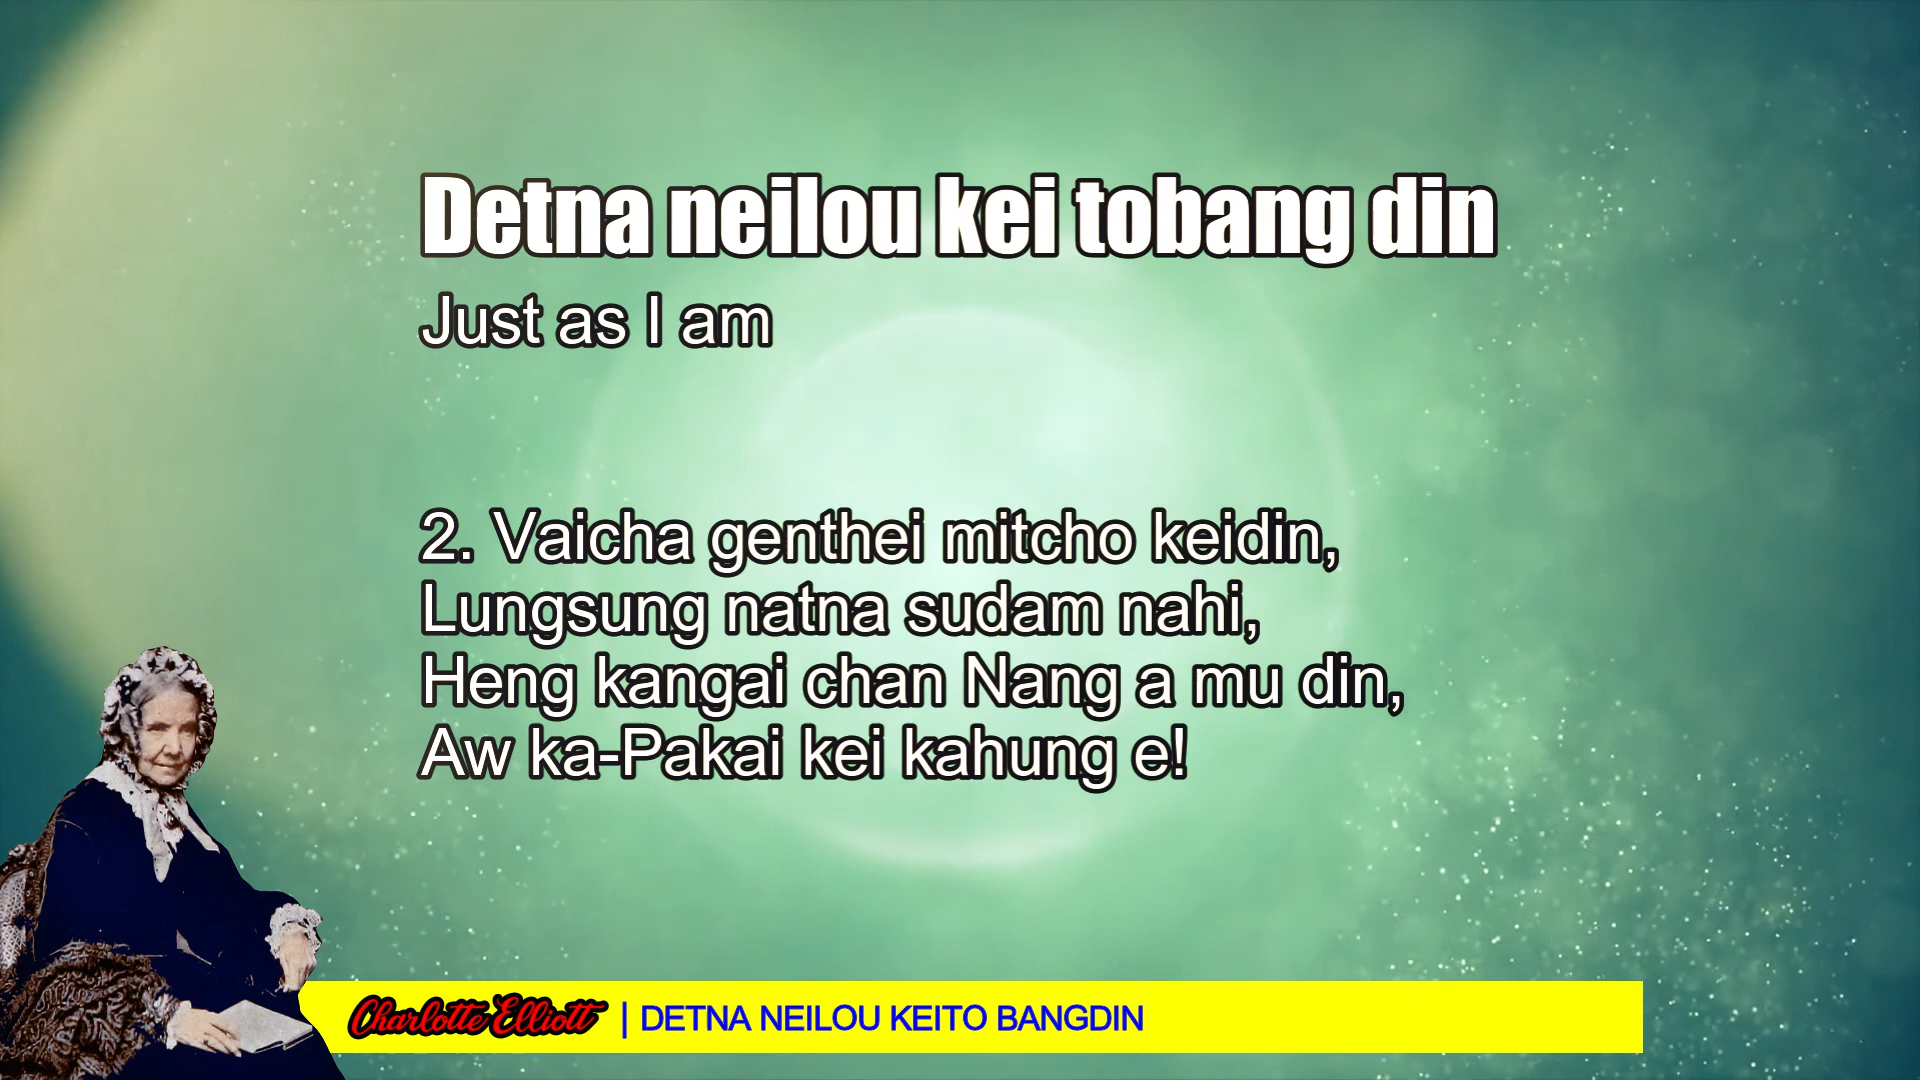 Detna neilou kei tobang din
Just as I am
2. Vaicha genthei mitcho keidin,
Lungsung natna sudam nahi,
Heng kangai chan Nang a mu din,
Aw ka-Pakai kei kahung e!
Charlotte Elliott | DETNA NEILOU KEITO BANGDIN